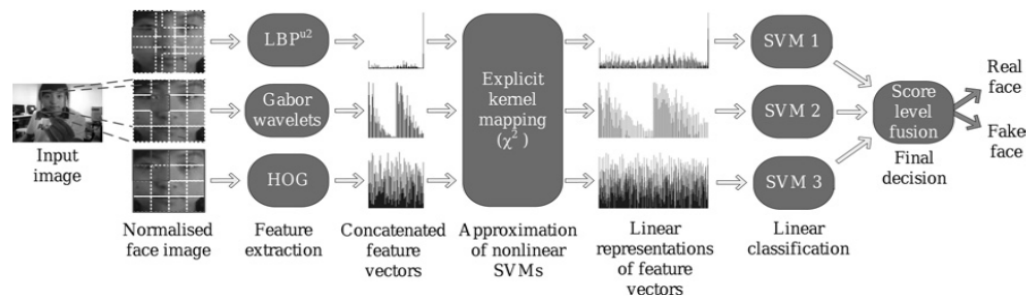 LBPᵘ²
Gabor
wavelets
HOG
Explicit
kernel
mapping
(χ²)
SVM 1
SVM 2
SVM 3
Score
level
fusion
Real
face
Fake
face
Final
decision
Input
image
Normalised
face image
Feature
extraction
Concatenated
feature
vectors
Approximation
of nonlinear
SVMs
Linear
representations
of feature
vectors
Linear
classification